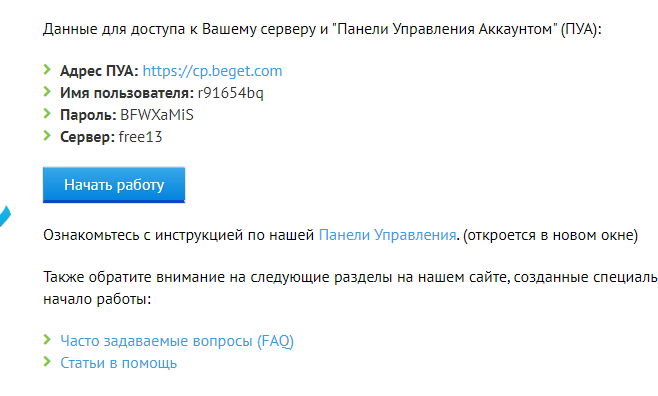 Данные для доступа к Вашему серверу и "Панели Управления Аккаунтом" (ПУА):
Адрес ПУА: https://cp.beget.com
Имя пользователя: r91654bq
Пароль: BFWXaMiS
Сервер: free13
Начать работу
Ознакомьтесь с инструкцией по нашей Панели Управления. (откроется в новом окне)
Также обратите внимание на следующие разделы на нашем сайте, созданные специаль
начало работы:
Часто задаваемые вопросы (FAQ)
Статьи в помощь